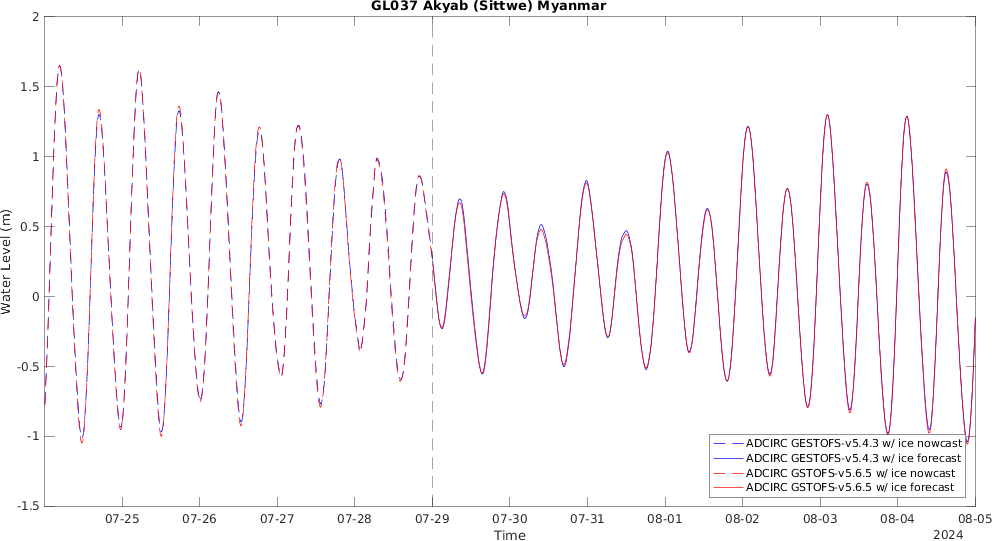 GL037 Akyab (Sittwe) Myanmar
2
1.5
1
0.5
0
-0.5
-1
-1.5
Water Level (m)
ADCIRC GESTOFS-v5.4.3 w/ ice nowcast
ADCIRC GESTOFS-v5.4.3 w/ ice forecast
ADCIRC GSTOFS-v5.6.5 w/ ice nowcast
ADCIRC GSTOFS-v5.6.5 w/ ice forecast
07-25 07-26 07-27 07-28 07-29 07-30 07-31 08-01 08-02 08-03 08-04 08-05
Time
2024